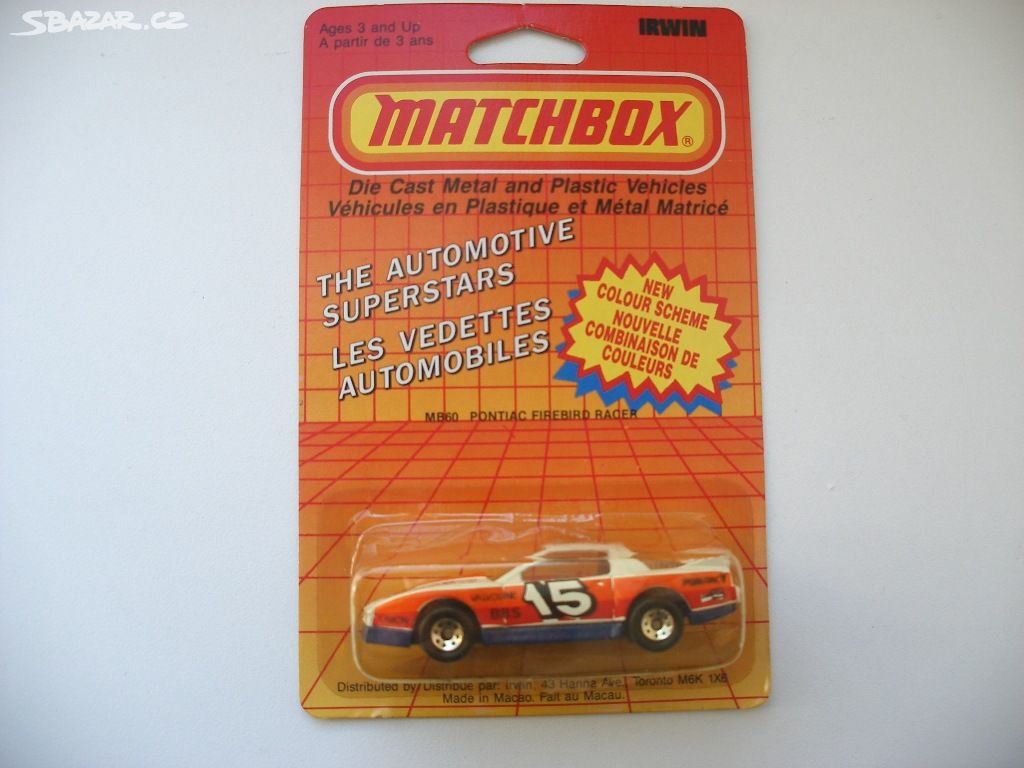 SBAZAR.CZ
Ages 3 and Up
A partir de 3 ans
IRWIN
MATCHBOX®
Die Cast Metal and Plastic Vehicles
Véhicules en Plastique et Métal Matricé
THE AUTOMOTIVE
SUPERSTARS
LES VEDETTES
AUTOMOBILES
NEW
COLOUR SCHEME
NOUVELLE
COMBINAISON DE
COULEURS
MB60 PONTIAC FIREBIRD RACER
VALVOLINE
BBS
15
PONTIAC
Distributed by/Distribué par: Irwin, 43 Hanna Ave, Toronto M6K 1X6
Made in Macao. Fait au Macau.